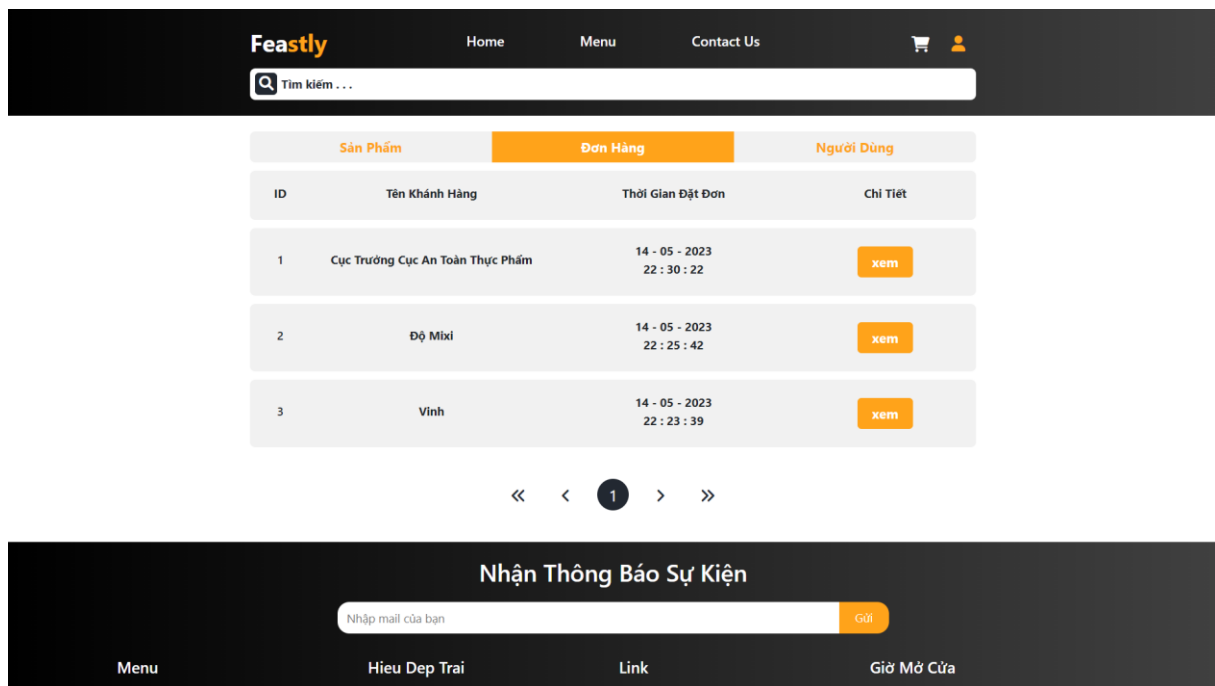 Feastly Home Menu Contact Us
Tìm kiếm . . .
Sản Phẩm Đơn Hàng Người Dùng
ID Tên Khánh Hàng Thời Gian Đặt Đơn Chi Tiết
1 Cục Trưởng Cục An Toàn Thực Phẩm 14 - 05 - 2023 xem
22 : 30 : 22
2 Độ Mixi 14 - 05 - 2023 xem
22 : 25 : 42
3 Vinh 14 - 05 - 2023 xem
22 : 23 : 39
1
Nhận Thông Báo Sự Kiện
Nhập mail của bạn Gửi
Menu Hieu Dep Trai Link Giờ Mở Cửa